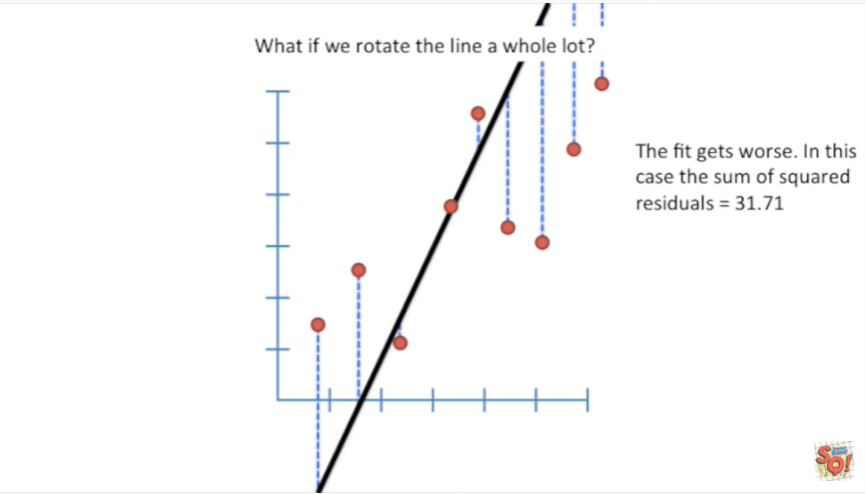 What if we rotate the line a whole lot?
The fit gets worse. In this
case the sum of squared
residuals = 31.71
SQ!